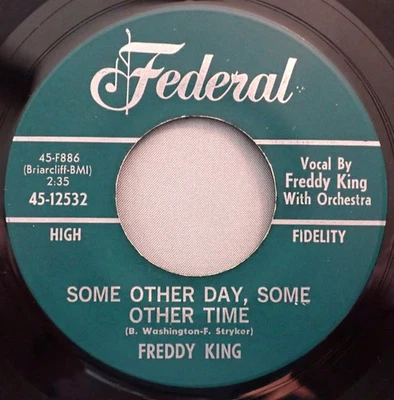 Federal
45-F886
(Briarcliff-BMI)
2:35
45-12532
Vocal By
Freddy King
With Orchestra
HIGH FIDELITY
SOME OTHER DAY, SOME
OTHER TIME
(B. Washington-F. Stryker)
FREDDY KING